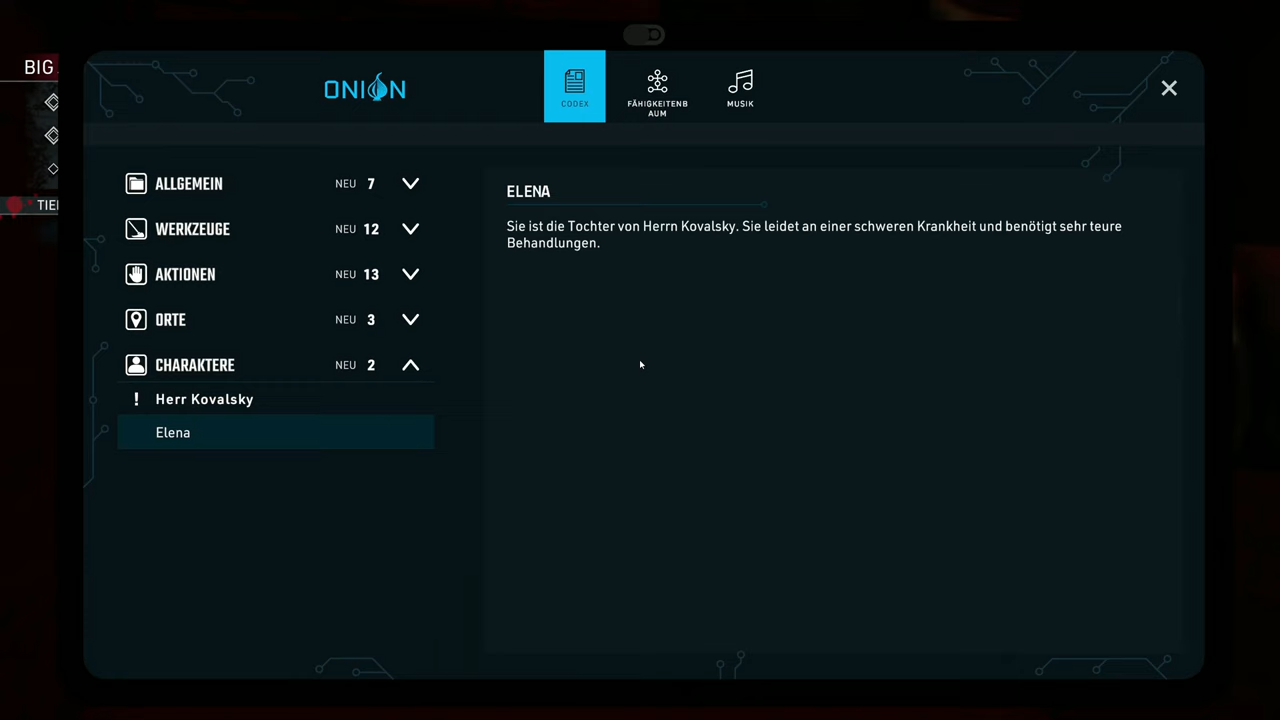 BIG
ONION
CODEX
FÄHIGKEITENB
AUM
MUSIK
ALLGEMEIN NEU 7
WERKZEUGE NEU 12
AKTIONEN NEU 13
ORTE NEU 3
CHARAKTERE NEU 2
! Herr Kovalsky
Elena
ELENA
Sie ist die Tochter von Herrn Kovalsky. Sie leidet an einer schweren Krankheit und benötigt sehr teure
Behandlungen.
TIE